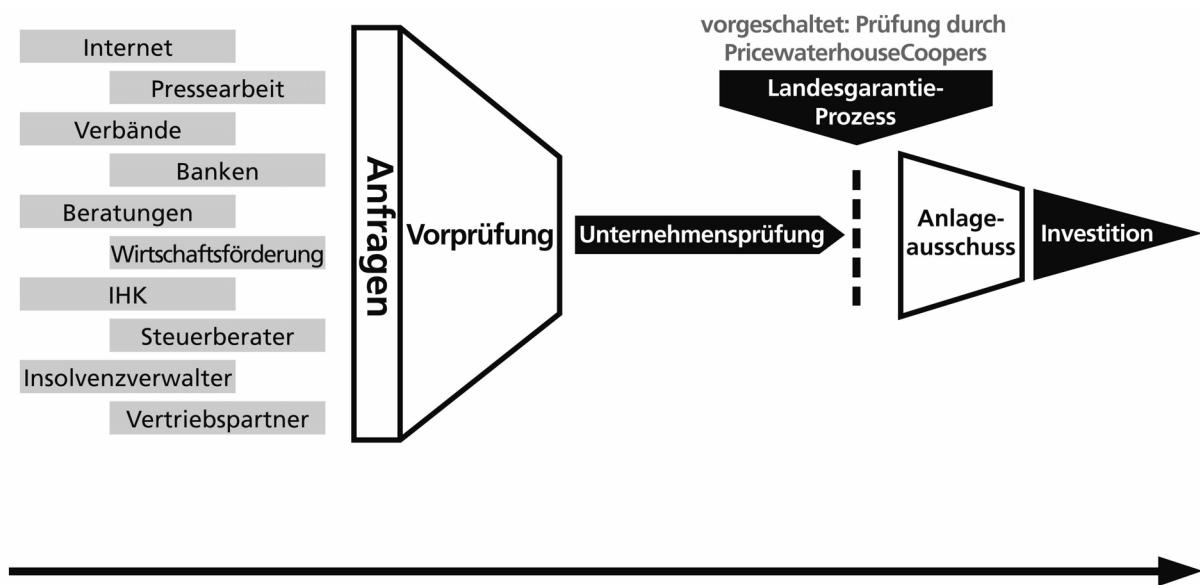 Internet
Pressearbeit
Verbände
Banken
Beratungen
Wirtschaftsförderung
IHK
Steuerberater
Insolvenzverwalter
Vertriebspartner
Anfragen
Vorprüfung
Unternehmensprüfung
vorgeschaltet: Prüfung durch
PricewaterhouseCoopers
Landesgarantie-
Prozess
Anlage-
ausschuss
Investition